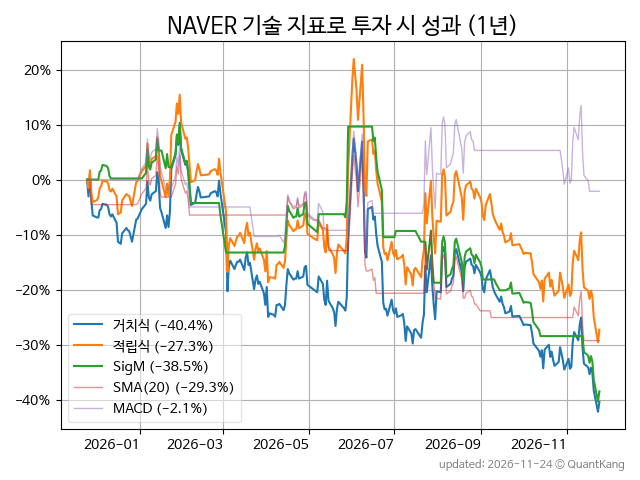 NAVER 기술 지표로 투자 시 성과 (1년)
20%
10%
0%
−10%
−20%
−30%
−40%
거치식 (−40.4%)
적립식 (−27.3%)
SigM (−38.5%)
SMA(20) (−29.3%)
MACD (−2.1%)
2026−01 2026−03 2026−05 2026−07 2026−09 2026−11
updated: 2026−11−24 © QuantKang